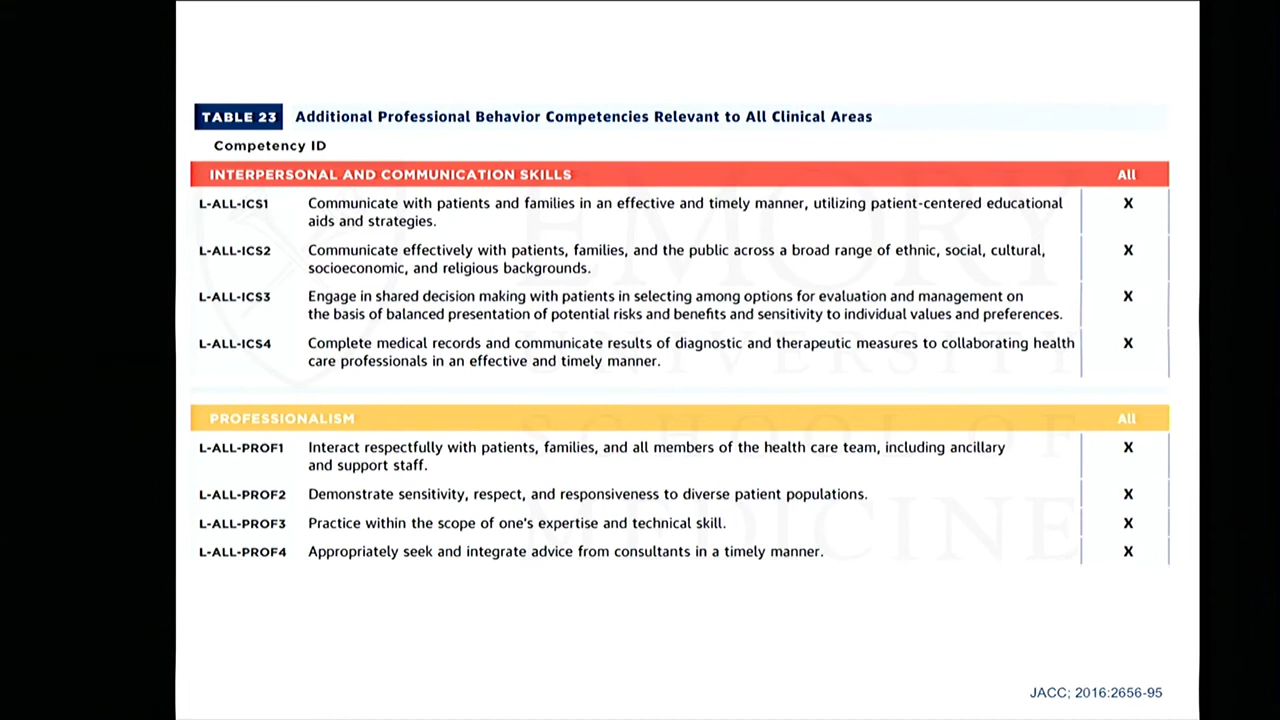 TABLE 23 Additional Professional Behavior Competencies Relevant to All Clinical Areas
Competency ID
INTERPERSONAL AND COMMUNICATION SKILLS All
L-ALL-ICS1 Communicate with patients and families in an effective and timely manner, utilizing patient-centered educational X
aids and strategies.
L-ALL-ICS2 Communicate effectively with patients, families, and the public across a broad range of ethnic, social, cultural, X
socioeconomic, and religious backgrounds.
L-ALL-ICS3 Engage in shared decision making with patients in selecting among options for evaluation and management on X
the basis of balanced presentation of potential risks and benefits and sensitivity to individual values and preferences.
L-ALL-ICS4 Complete medical records and communicate results of diagnostic and therapeutic measures to collaborating health X
care professionals in an effective and timely manner.
PROFESSIONALISM All
L-ALL-PROF1 Interact respectfully with patients, families, and all members of the health care team, including ancillary X
and support staff.
L-ALL-PROF2 Demonstrate sensitivity, respect, and responsiveness to diverse patient populations. X
L-ALL-PROF3 Practice within the scope of one's expertise and technical skill. X
L-ALL-PROF4 Appropriately seek and integrate advice from consultants in a timely manner. X
EMORY
UNIVERSITY
SCHOOL OF
MEDICINE
JACC; 2016:2656-95